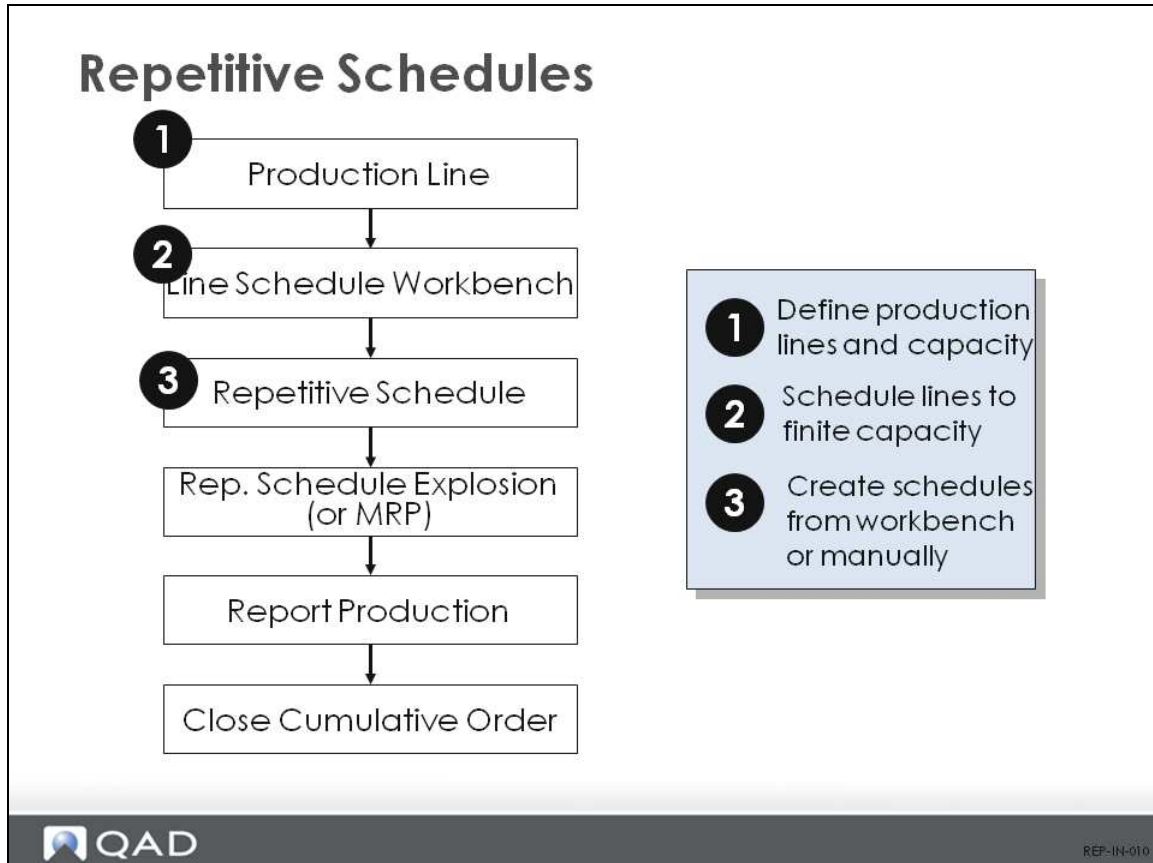 Repetitive Schedules
1
Production Line
2
Line Schedule Workbench
3
Repetitive Schedule
Rep. Schedule Explosion
(or MRP)
Report Production
Close Cumulative Order
1
Define production
lines and capacity
2
Schedule lines to
finite capacity
3
Create schedules
from workbench
or manually
QAD
REP-IN-010